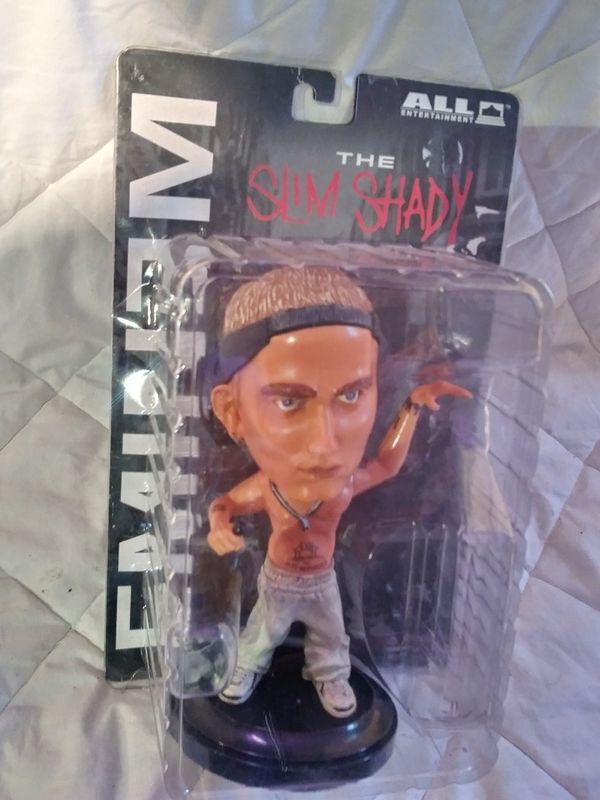 ALL
ENTERTAINMENT
THE
SLIM SHADY
EMINEM